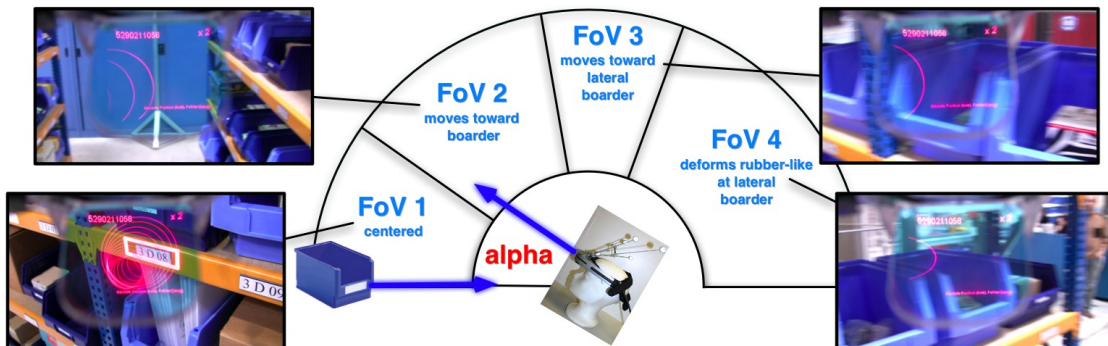 5290211058 x 2
FoV 2
moves toward
boarder
FoV 3
moves toward
lateral
boarder
5290211058 x 2
FoV 4
deforms rubber-like
at lateral
boarder
FoV 1
centered
5290211058 x 2
3 D 08
3 D 09
alpha
5290211058 x 2